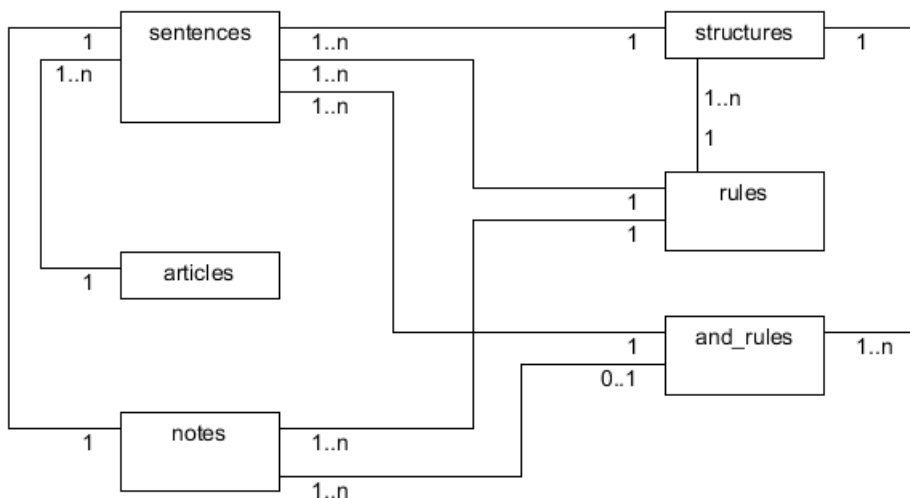 sentences
structures
1
1..n
1
1
1..n
1..n
1..n
1..n
1
rules
1
1
articles
1
and_rules
1
1..n
0..1
notes
1
1..n
1..n